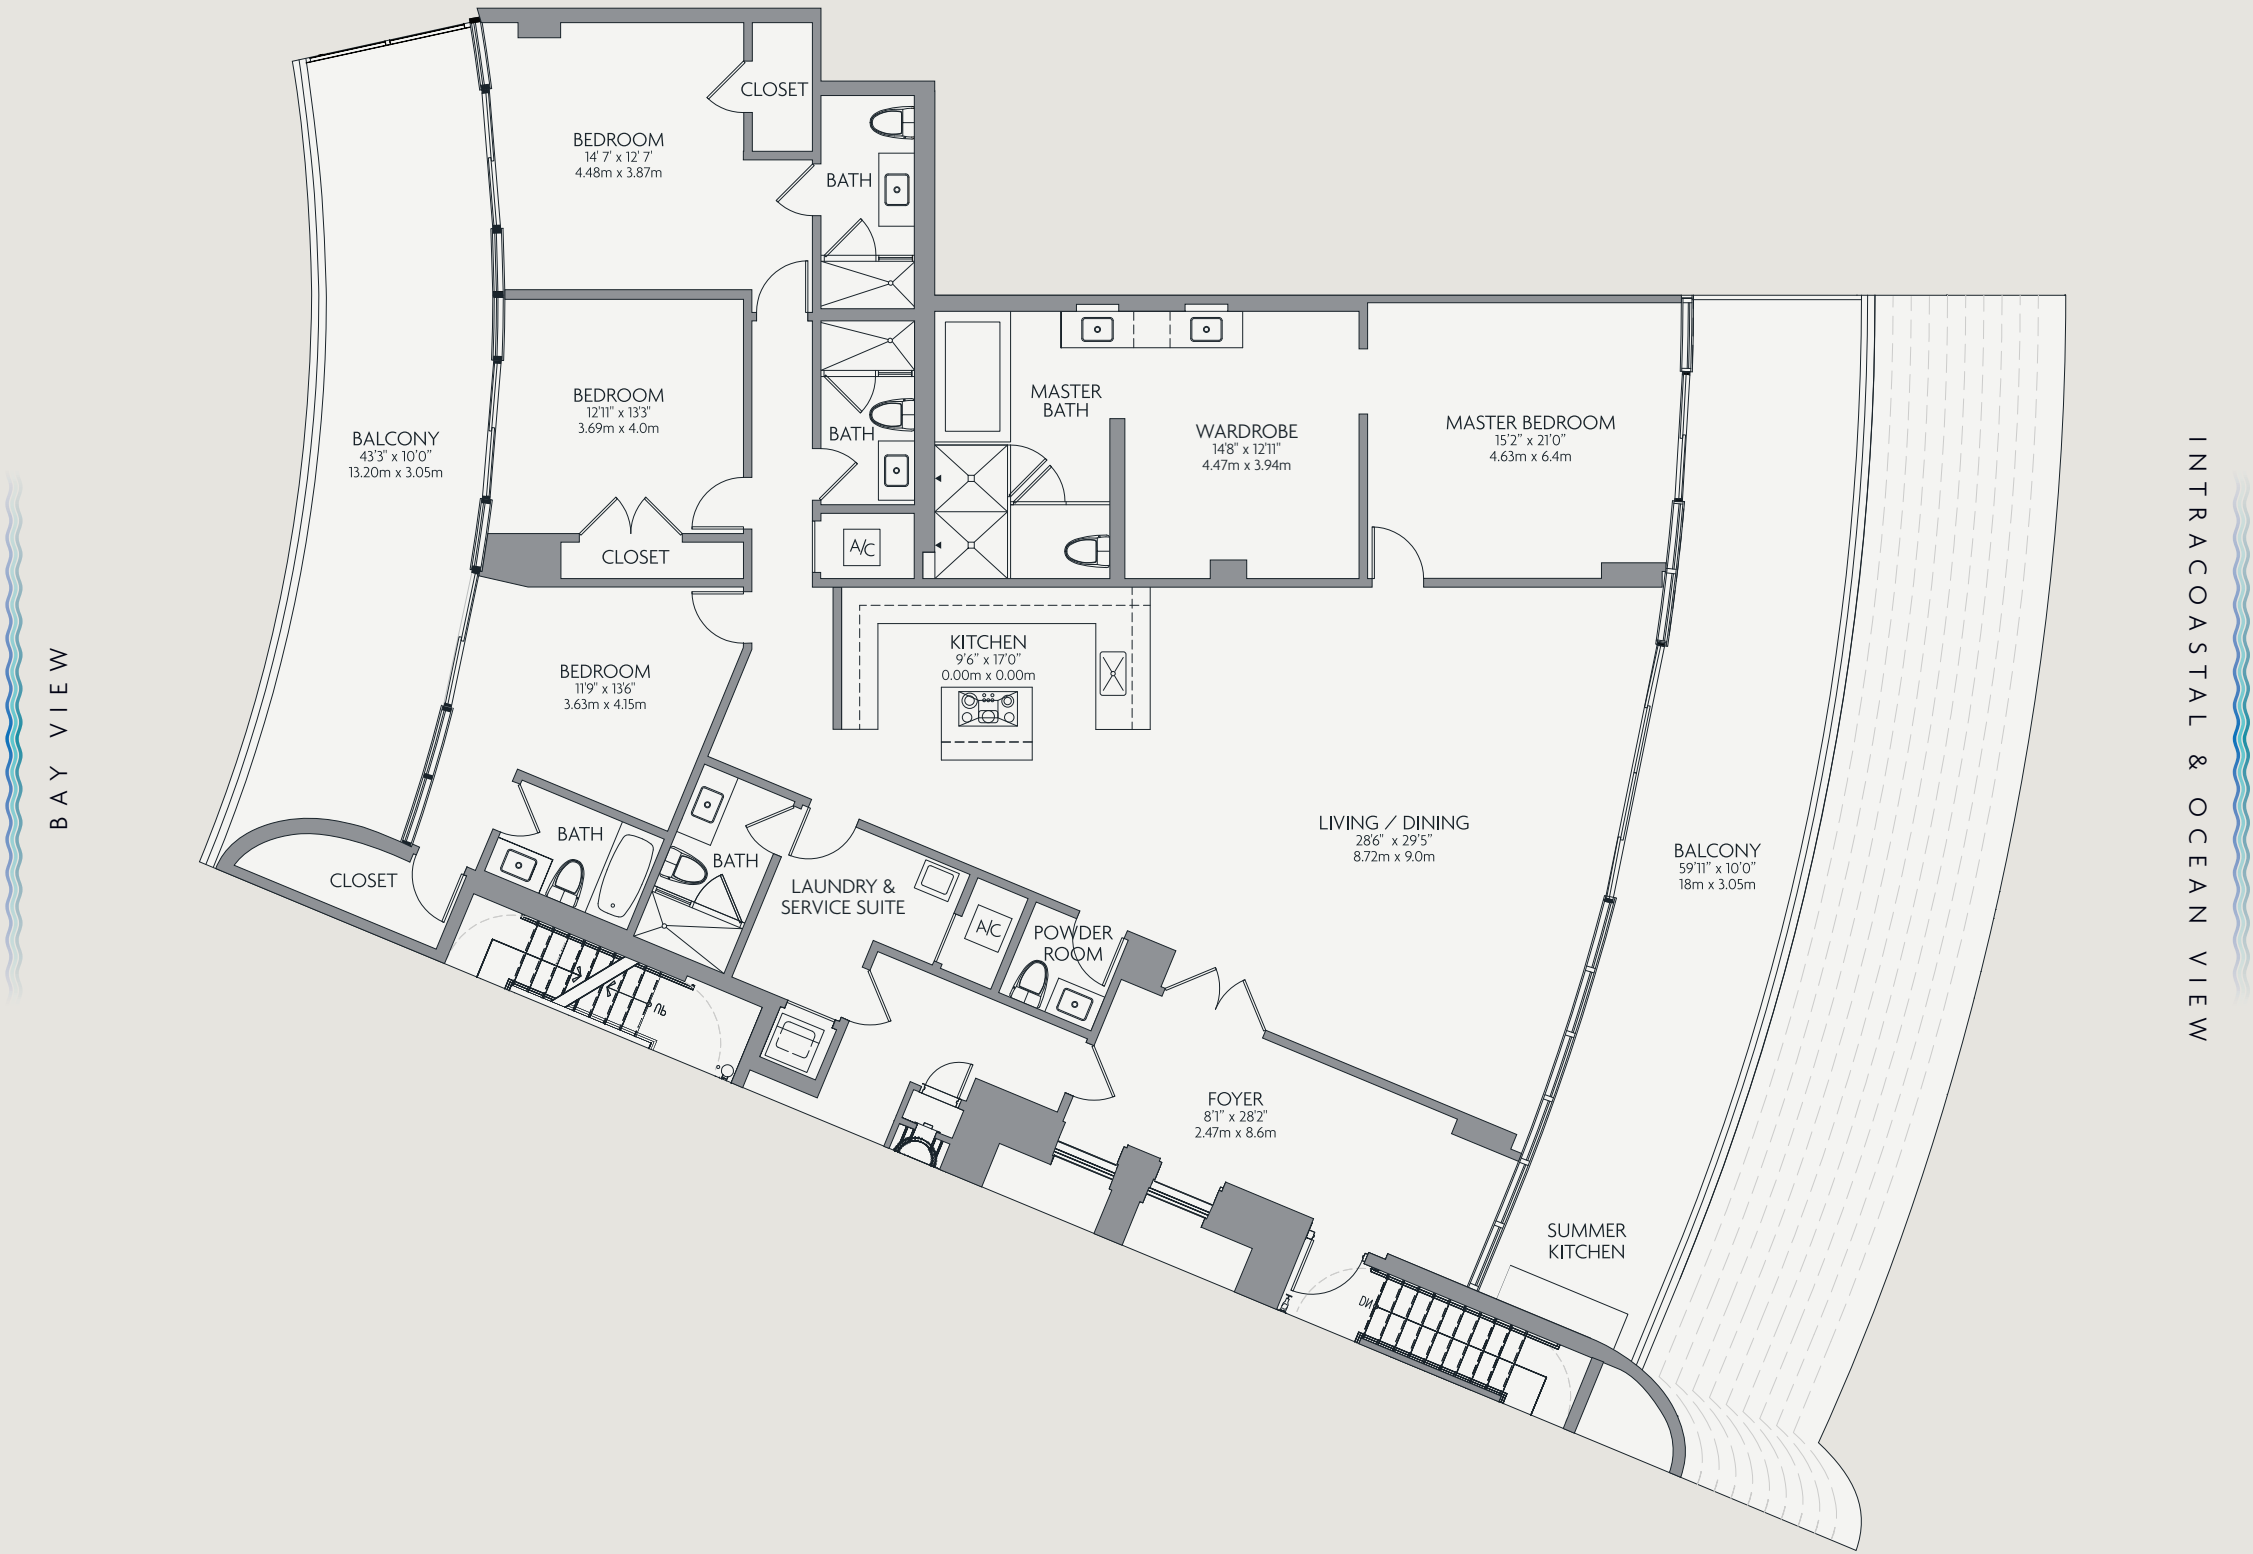 CLOSET
BEDROOM
14' 7' x 12' 7'
4.48m x 3.87m
BATH
BEDROOM
12'11" x 13'3"
3.69m x 4.0m
BALCONY
43'3" x 10'0”
13.20m x 3.05m
MASTER
BATH
BATH
WARDROBE
14'8" x 12'11"
4.47m x 3.94m
MASTER BEDROOM
15'2” x 21'0”
4.63m x 6.4m
A/C
CLOSET
KITCHEN
9'6” x 17'0”
0.00m x 0.00m
BEDROOM
11'9" x 13'6"
3.63m x 4.15m
BAY VIEW
INTRACOASTAL & OCEAN VIEW
LIVING / DINING
28'6" x 29'5”
8.72m x 9.0m
BATH
BATH
BALCONY
59'11” x 10'0”
18m x 3.05m
CLOSET
LAUNDRY &
SERVICE SUITE
A/C
POWDER
ROOM
UP
FOYER
8'1” x 28'2"
2.47m x 8.6m
SUMMER
KITCHEN
DN